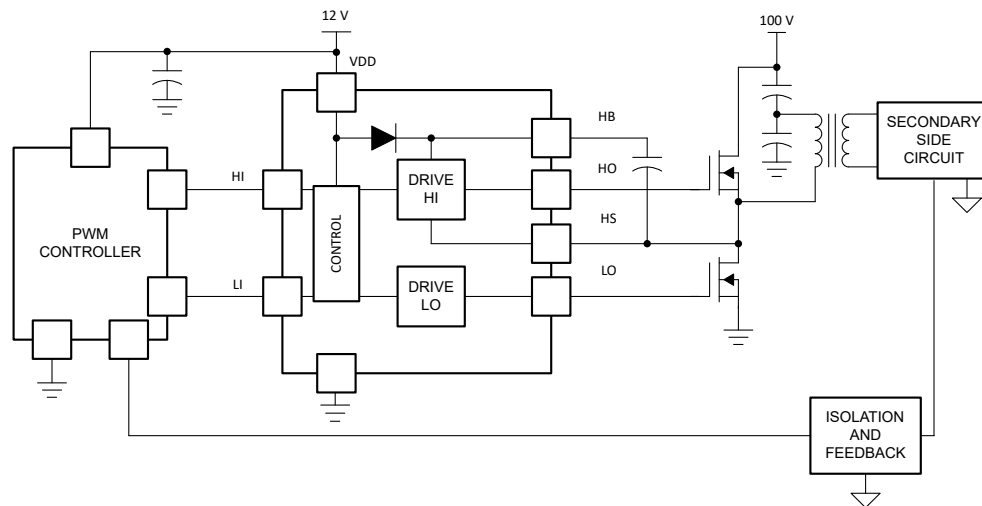 12 V
100 V
VDD
HB
SECONDARY
SIDE
CIRCUIT
HI
DRIVE
HI
HO
PWM
CONTROLLER
CONTROL
HS
LI
DRIVE
LO
LO
ISOLATION
AND
FEEDBACK